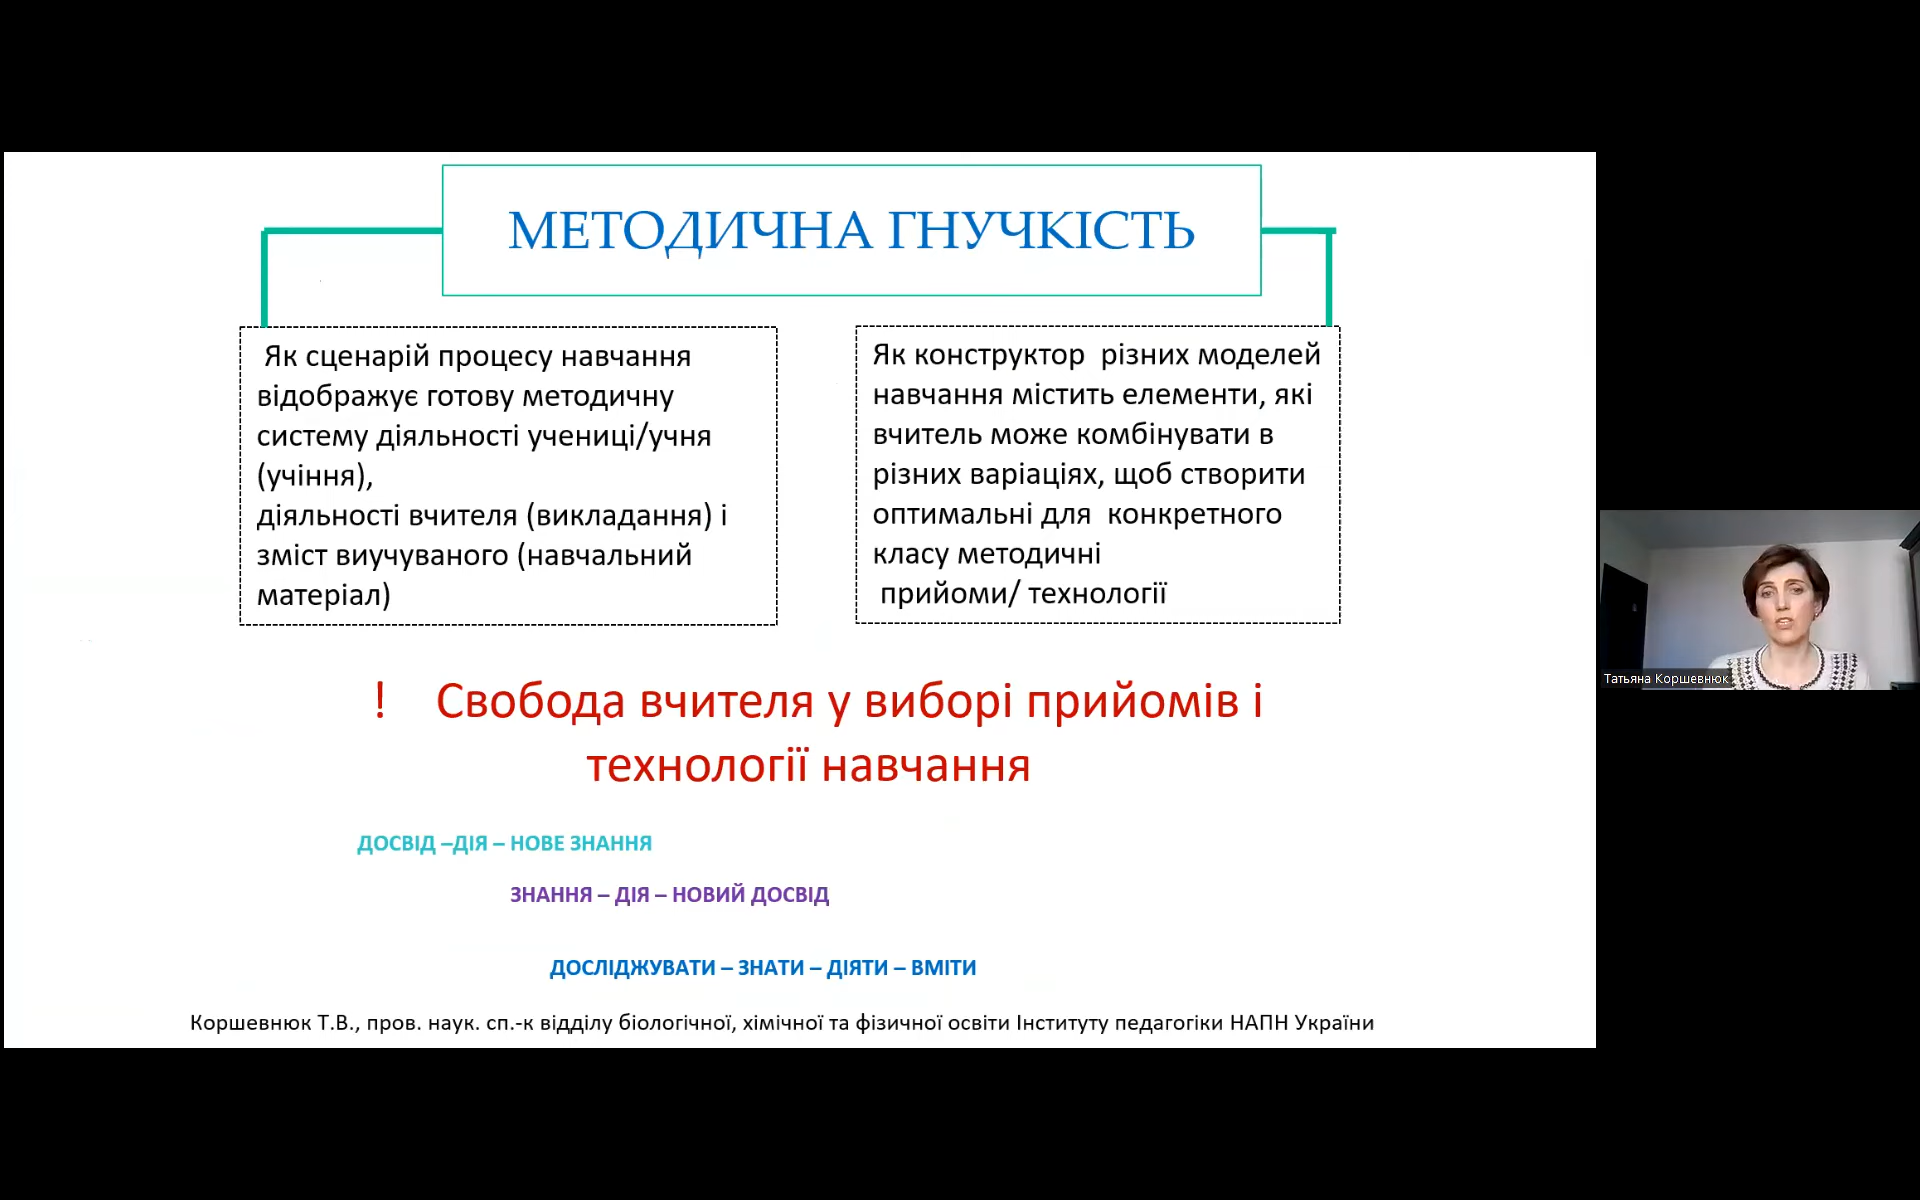 МЕТОДИЧНА ГНУЧКІСТЬ
Як сценарій процесу навчання
відображує готову методичну
систему діяльності учениці/учня
(учіння),
діяльності вчителя (викладання) і
зміст виучуваного (навчальний
матеріал)
Як конструктор різних моделей
навчання містить елементи, які
вчитель може комбінувати в
різних варіаціях, щоб створити
оптимальні для конкретного
класу методичні
прийоми/ технології
! Свобода вчителя у виборі прийомів і
технології навчання
ДОСВІД –ДІЯ – НОВЕ ЗНАННЯ
ЗНАННЯ – ДІЯ – НОВИЙ ДОСВІД
ДОСЛІДЖУВАТИ – ЗНАТИ – ДІЯТИ – ВМІТИ
Коршевнюк Т.В., пров. наук. сп.-к відділу біологічної, хімічної та фізичної освіти Інституту педагогіки НАПН України
Татьяна Коршевнюк